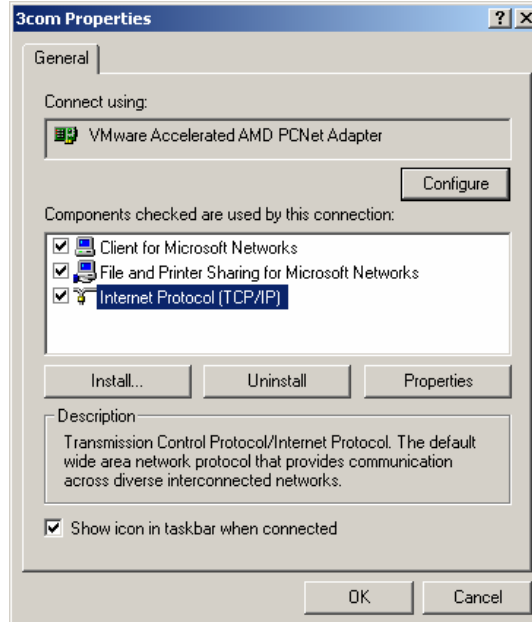 3com Properties
General
Connect using:
VMware Accelerated AMD PCNet Adapter
Configure
Components checked are used by this connection:
Client for Microsoft Networks
File and Printer Sharing for Microsoft Networks
Internet Protocol (TCP/IP)
Install...
Uninstall
Properties
Description
Transmission Control Protocol/Internet Protocol. The default
wide area network protocol that provides communication
across diverse interconnected networks.
Show icon in taskbar when connected
OK
Cancel